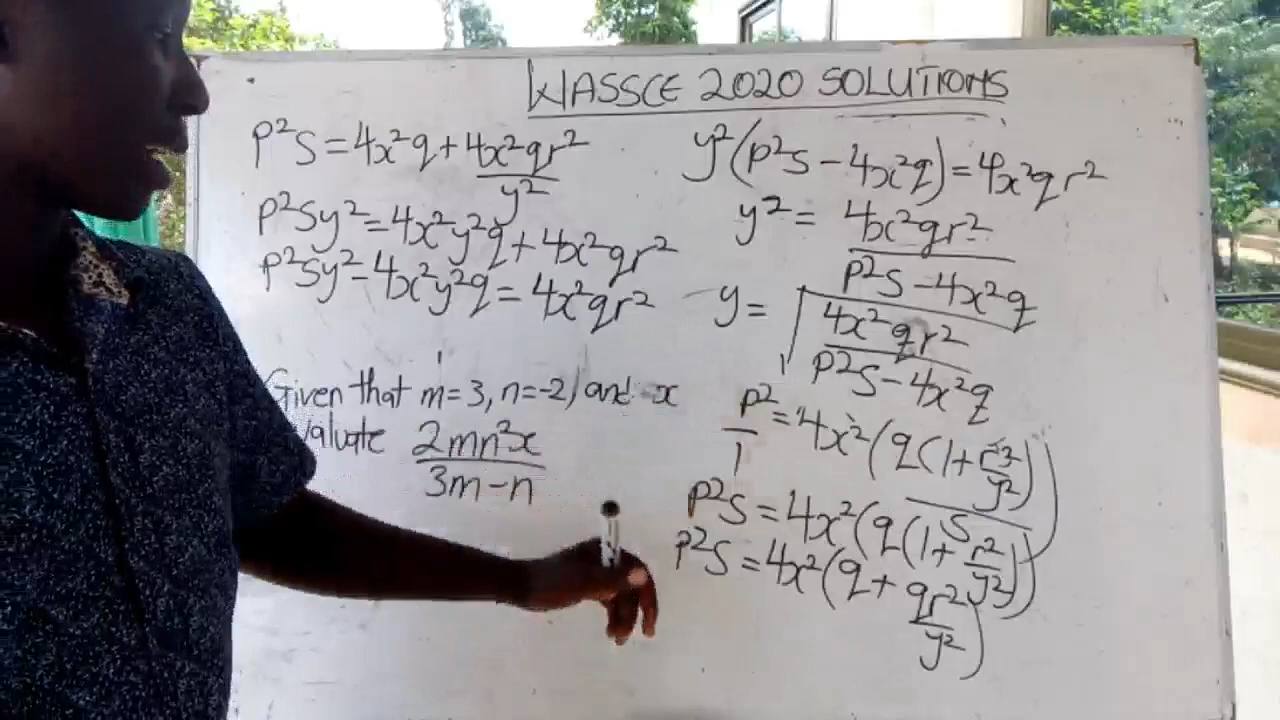 WASSCE 2020 SOLUTIONS
p²s = 4x²q + 4x²qr²/y²
p²sy² = 4x²y²q + 4x²qr²
p²sy² - 4x²y²q = 4x²qr²
Given that m = 3, n = -2, and x
valuate 2mn²x/3m - n
y²(p²s - 4x²q) = 4x²qr²
y² = 4x²qr²/p²s - 4x²q
y = √4x²qr²/p²s - 4x²q
p²/1 = 4x²(q(1 + r²/y²))/s
p²s = 4x²(q(1 + r²/y²))
p²s = 4x²(q + qr²/y²)